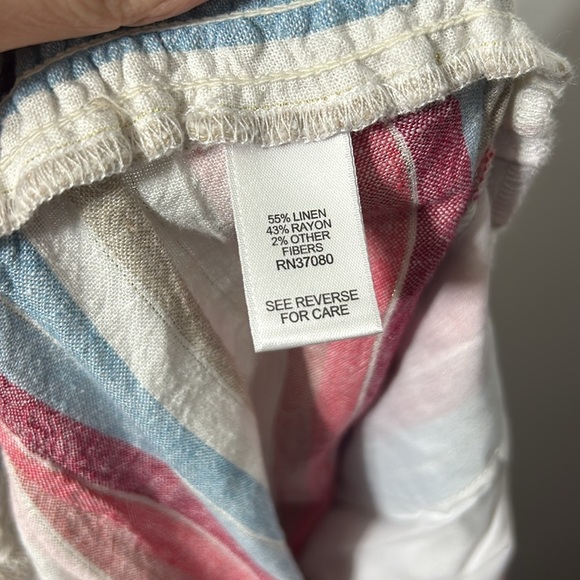 55% LINEN
43% RAYON
2% OTHER
FIBERS
RN37080
SEE REVERSE
FOR CARE